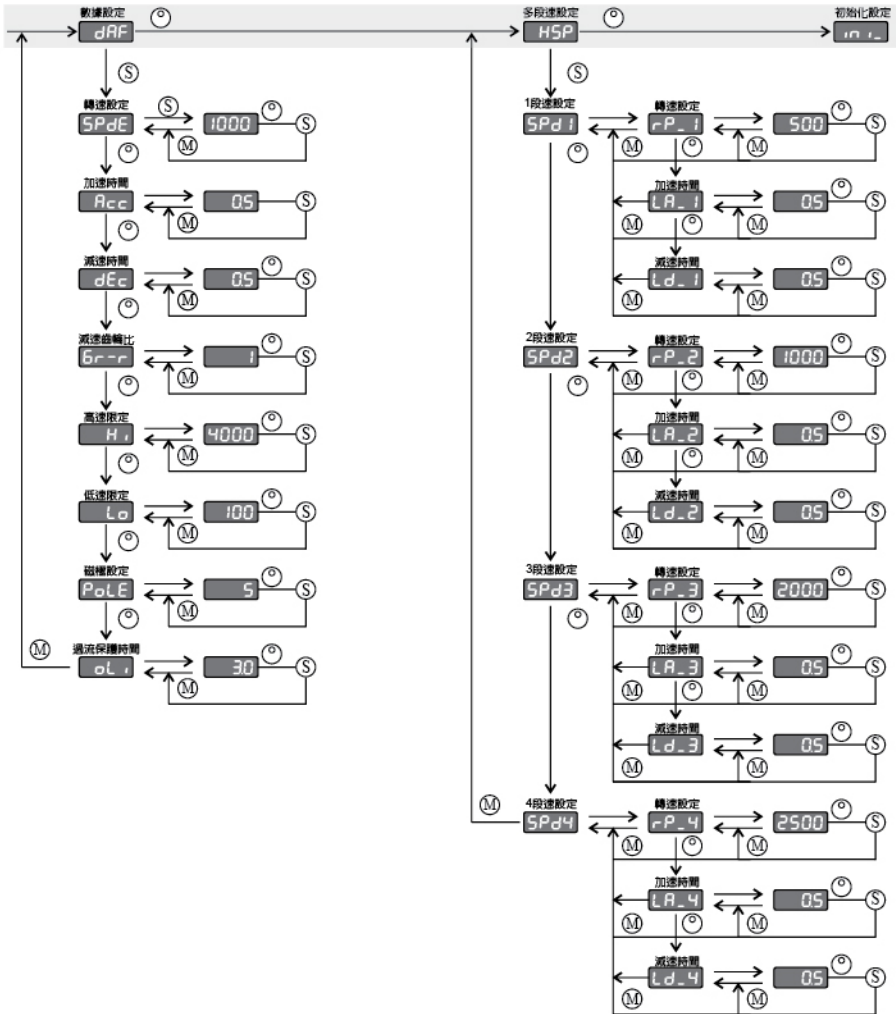 數據設定
dAF
多段速設定
HSP
初始化設定
ini_
S
S
轉速設定
SPdE
S
1000
S
M
加速時間
Acc
0.5
S
M
減速時間
dEc
0.5
S
M
減速齒輪比
Gr-r
1
S
M
高速限定
Hi
4000
S
M
低速限定
Lo
100
S
M
磁極設定
PoLE
5
S
M
過流保護時間
oLi
3.0
S
M
M
1段速設定
SPd1
轉速設定
rP_1
500
S
M
M
加速時間
LA_1
0.5
S
M
M
減速時間
Ld_1
0.5
S
M
M
2段速設定
SPd2
轉速設定
rP_2
1000
S
M
M
加速時間
LA_2
0.5
S
M
M
減速時間
Ld_2
0.5
S
M
M
3段速設定
SPd3
轉速設定
rP_3
2000
S
M
M
加速時間
LA_3
0.5
S
M
M
減速時間
Ld_3
0.5
S
M
M
M
4段速設定
SPd4
轉速設定
rP_4
2500
S
M
M
加速時間
LA_4
0.5
S
M
M
減速時間
Ld_4
0.5
S
M
M